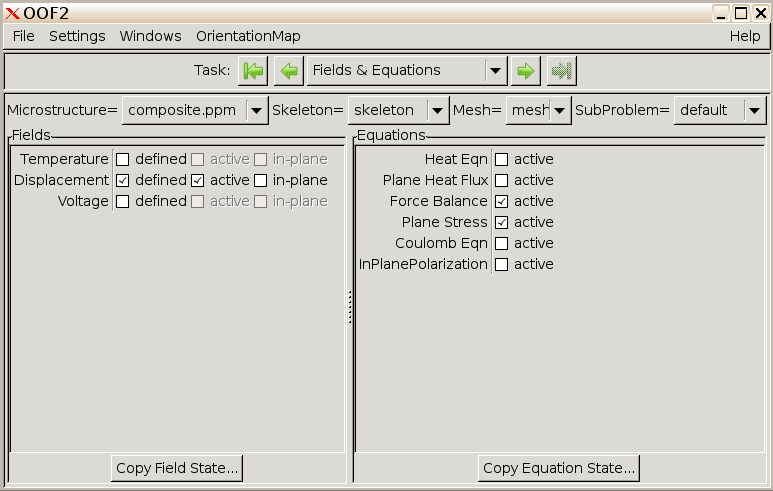 OOF2
File Settings Windows OrientationMap Help
Task: Fields & Equations
Microstructure= composite.ppm Skeleton= skeleton Mesh= mesh SubProblem= default
Fields Equations
Temperature defined active in-plane Heat Eqn active
Displacement defined active in-plane Plane Heat Flux active
Voltage defined active in-plane Force Balance active
Plane Stress active
Coulomb Eqn active
InPlanePolarization active
Copy Field State... Copy Equation State...